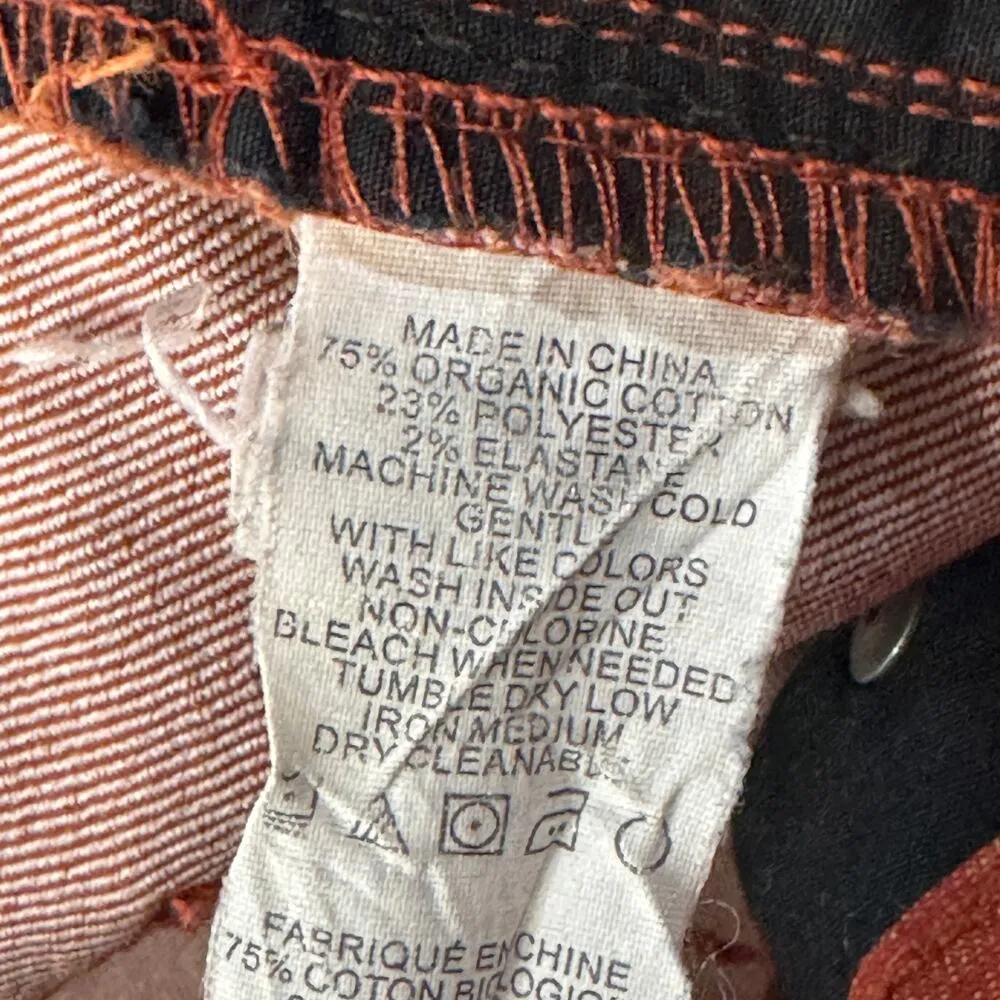 MADE IN CHINA
75% ORGANIC COTTON
23% POLYESTER
2% ELASTANE
MACHINE WASH COLD
GENTLE
WITH LIKE COLORS
WASH INSIDE OUT
NON-CHLORINE
BLEACH WHEN NEEDED
TUMBLE DRY LOW
IRON MEDIUM
DRY CLEANABLE
FABRIQUÉ EN CHINE
75% COTON